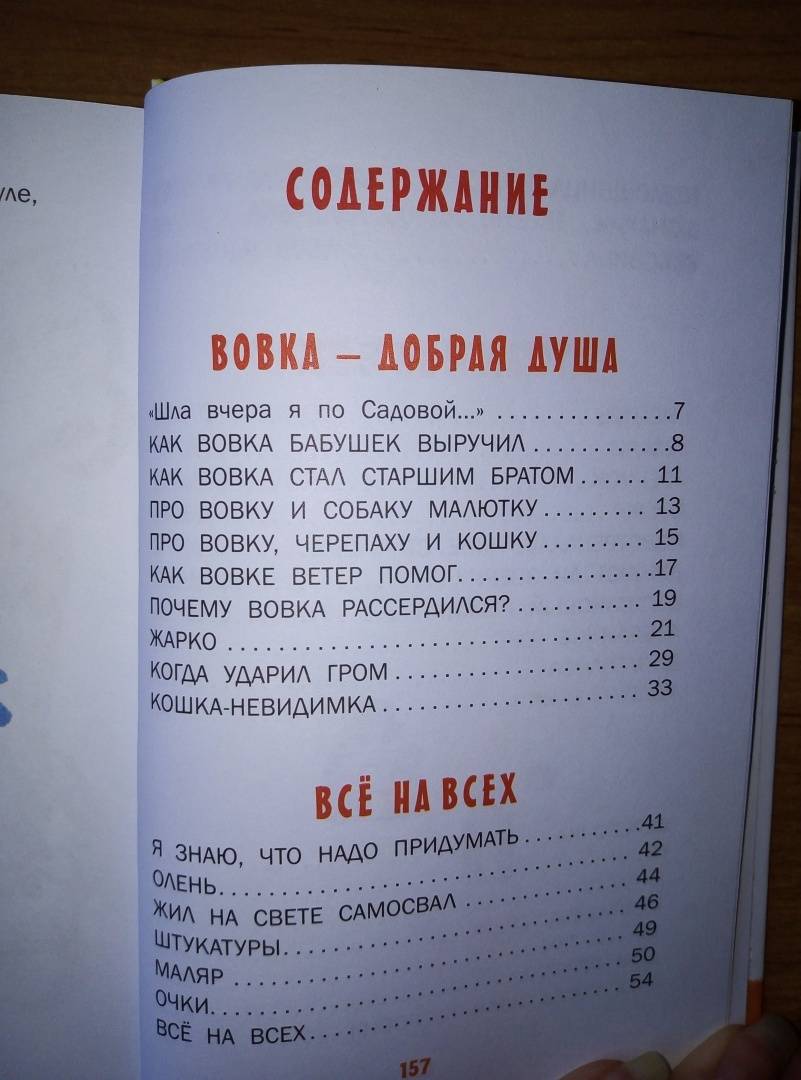 уле,
СОДЕРЖАНИЕ
ВОВКА – ДОБРАЯ ДУША
«Шла вчера я по Садовой...» ................7
КАК ВОВКА БАБУШЕК ВЫРУЧИЛ ............8
КАК ВОВКА СТАЛ СТАРШИМ БРАТОМ ...... 11
ПРО ВОВКУ И СОБАКУ МАЛЮТКУ ......... 13
ПРО ВОВКУ, ЧЕРЕПАХУ И КОШКУ ......... 15
КАК ВОВКЕ ВЕТЕР ПОМОГ..................17
ПОЧЕМУ ВОВКА РАССЕРДИЛСЯ? ........... 19
ЖАРКО ..................................... 21
КОГДА УДАРИЛ ГРОМ ...................... 29
КОШКА-НЕВИДИМКА ....................... 33
ВСЁ НА ВСЕХ
Я ЗНАЮ, ЧТО НАДО ПРИДУМАТЬ ...........41
ОЛЕНЬ..................................... 42
ЖИЛ НА СВЕТЕ САМОСВАЛ ................ 44
ШТУКАТУРЫ............................... 46
МАЛЯР .................................... 49
ОЧКИ...................................... 50
ВСЁ НА ВСЕХ.............................. 54
157